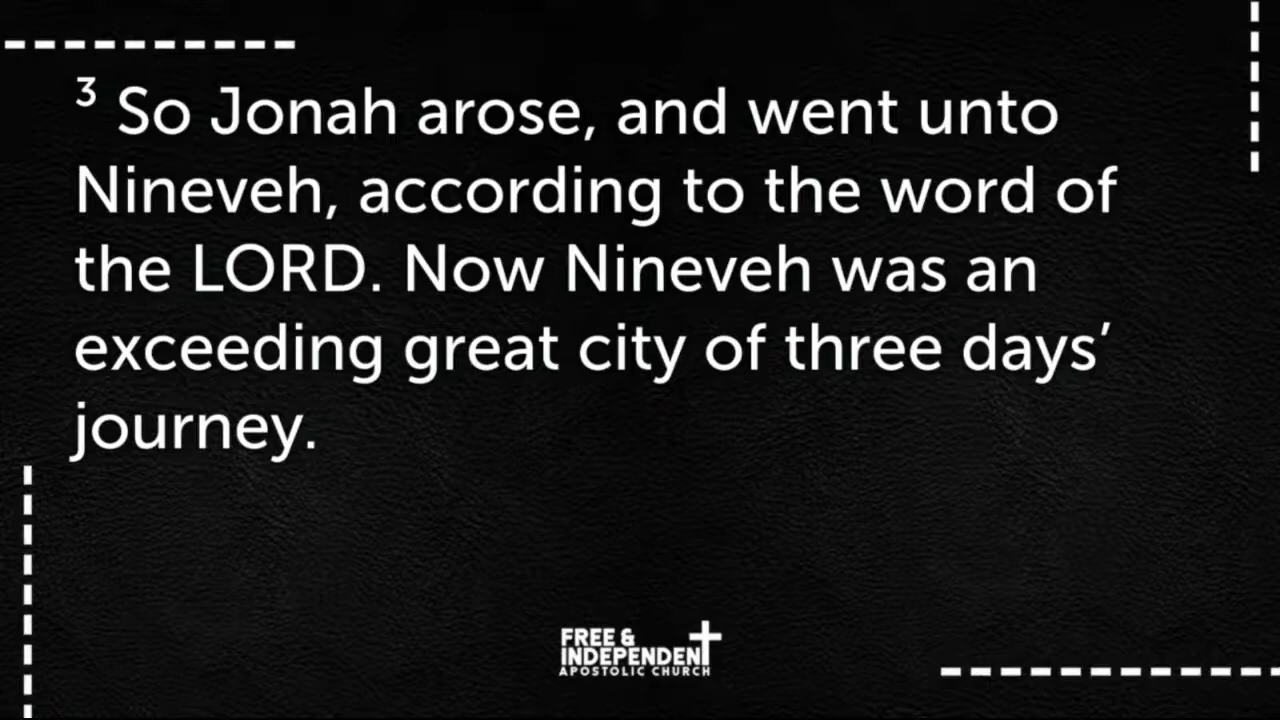 ³ So Jonah arose, and went unto
Nineveh, according to the word of
the LORD. Now Nineveh was an
exceeding great city of three days’
journey.
FREE &
INDEPENDENT
APOSTOLIC CHURCH